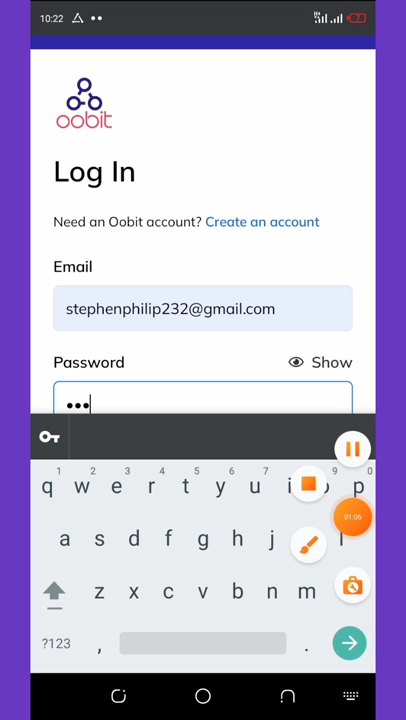 10:22
oobit
Log In
Need an Oobit account? Create an account
Email
stephenphilip232@gmail.com
Password Show
•••
1 2 3 4 5 6 7 9 0
q w e r t y u i p
a s d f g h j l
01:06
z x c v b n m
?123 , .